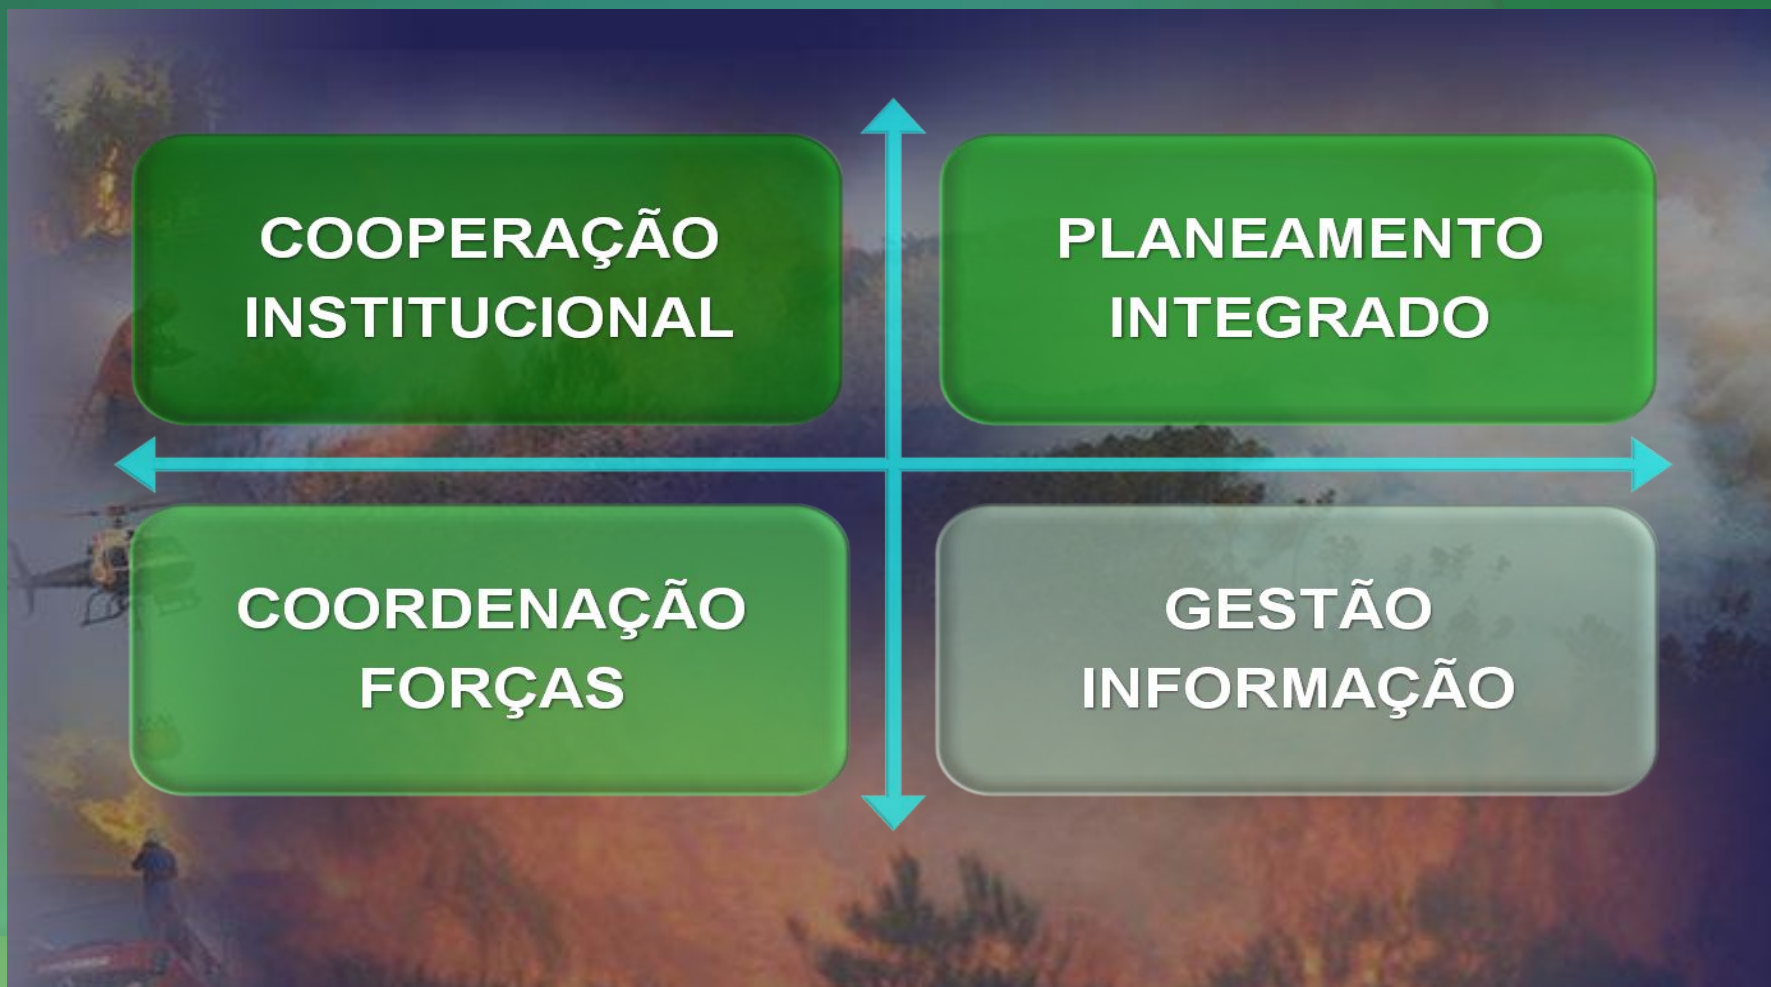 COOPERAÇÃO
INSTITUCIONAL
PLANEAMENTO
INTEGRADO
COORDENAÇÃO
FORÇAS
GESTÃO
INFORMAÇÃO